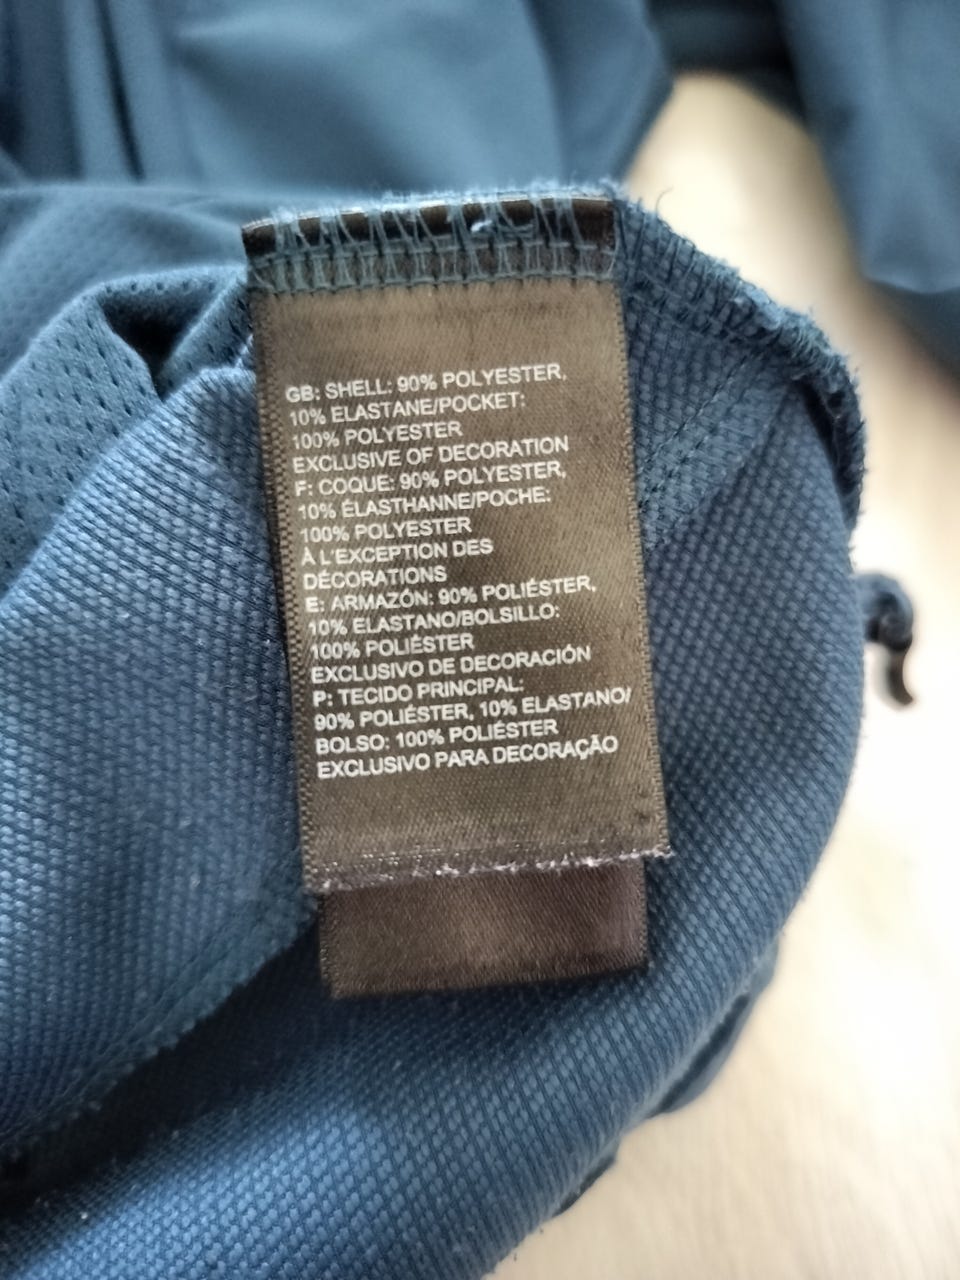 GB: SHELL: 90% POLYESTER,
10% ELASTANE/POCKET:
100% POLYESTER
EXCLUSIVE OF DECORATION
F: COQUE: 90% POLYESTER,
10% ÉLASTHANNE/POCHE:
100% POLYESTER
À L'EXCEPTION DES
DÉCORATIONS
E: ARMAZÓN: 90% POLIÉSTER,
10% ELASTANO/BOLSILLO:
100% POLIÉSTER
EXCLUSIVO DE DECORACIÓN
P: TECIDO PRINCIPAL:
90% POLIÉSTER, 10% ELASTANO/
BOLSO: 100% POLIÉSTER
EXCLUSIVO PARA DECORAÇÃO